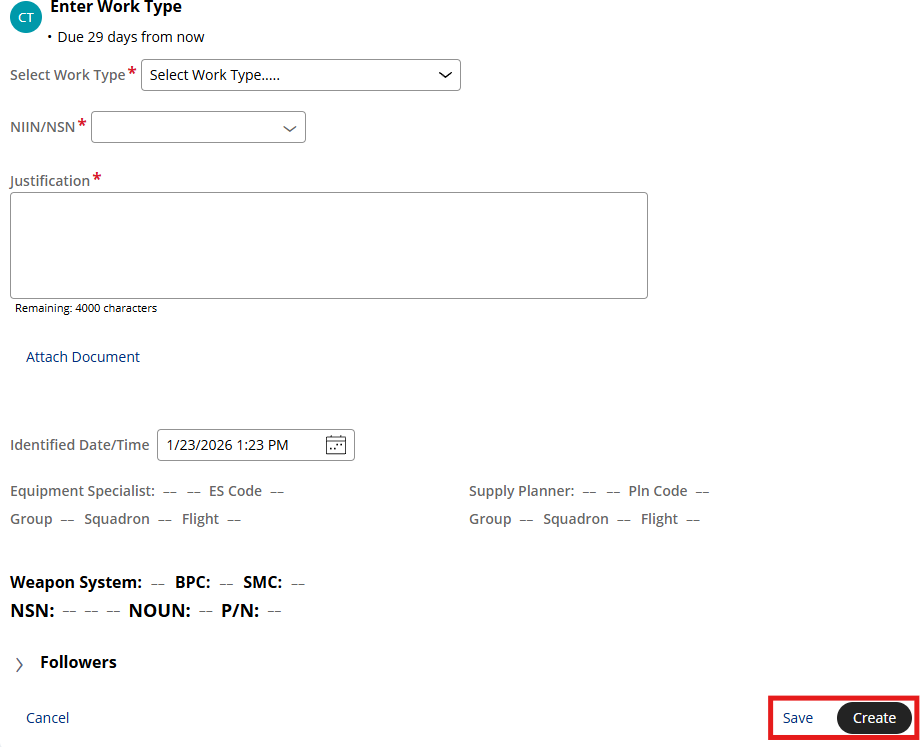 CT
Enter Work Type
• Due 29 days from now
Select Work Type* Select Work Type.....
NIIN/NSN*
Justification*
Remaining: 4000 characters
Attach Document
Identified Date/Time 1/23/2026 1:23 PM
Equipment Specialist: –– –– ES Code –– Supply Planner: –– –– Pln Code ––
Group –– Squadron –– Flight –– Group –– Squadron –– Flight ––
Weapon System: –– BPC: –– SMC: ––
NSN: –– –– –– NOUN: –– P/N: ––
Followers
Cancel Save Create